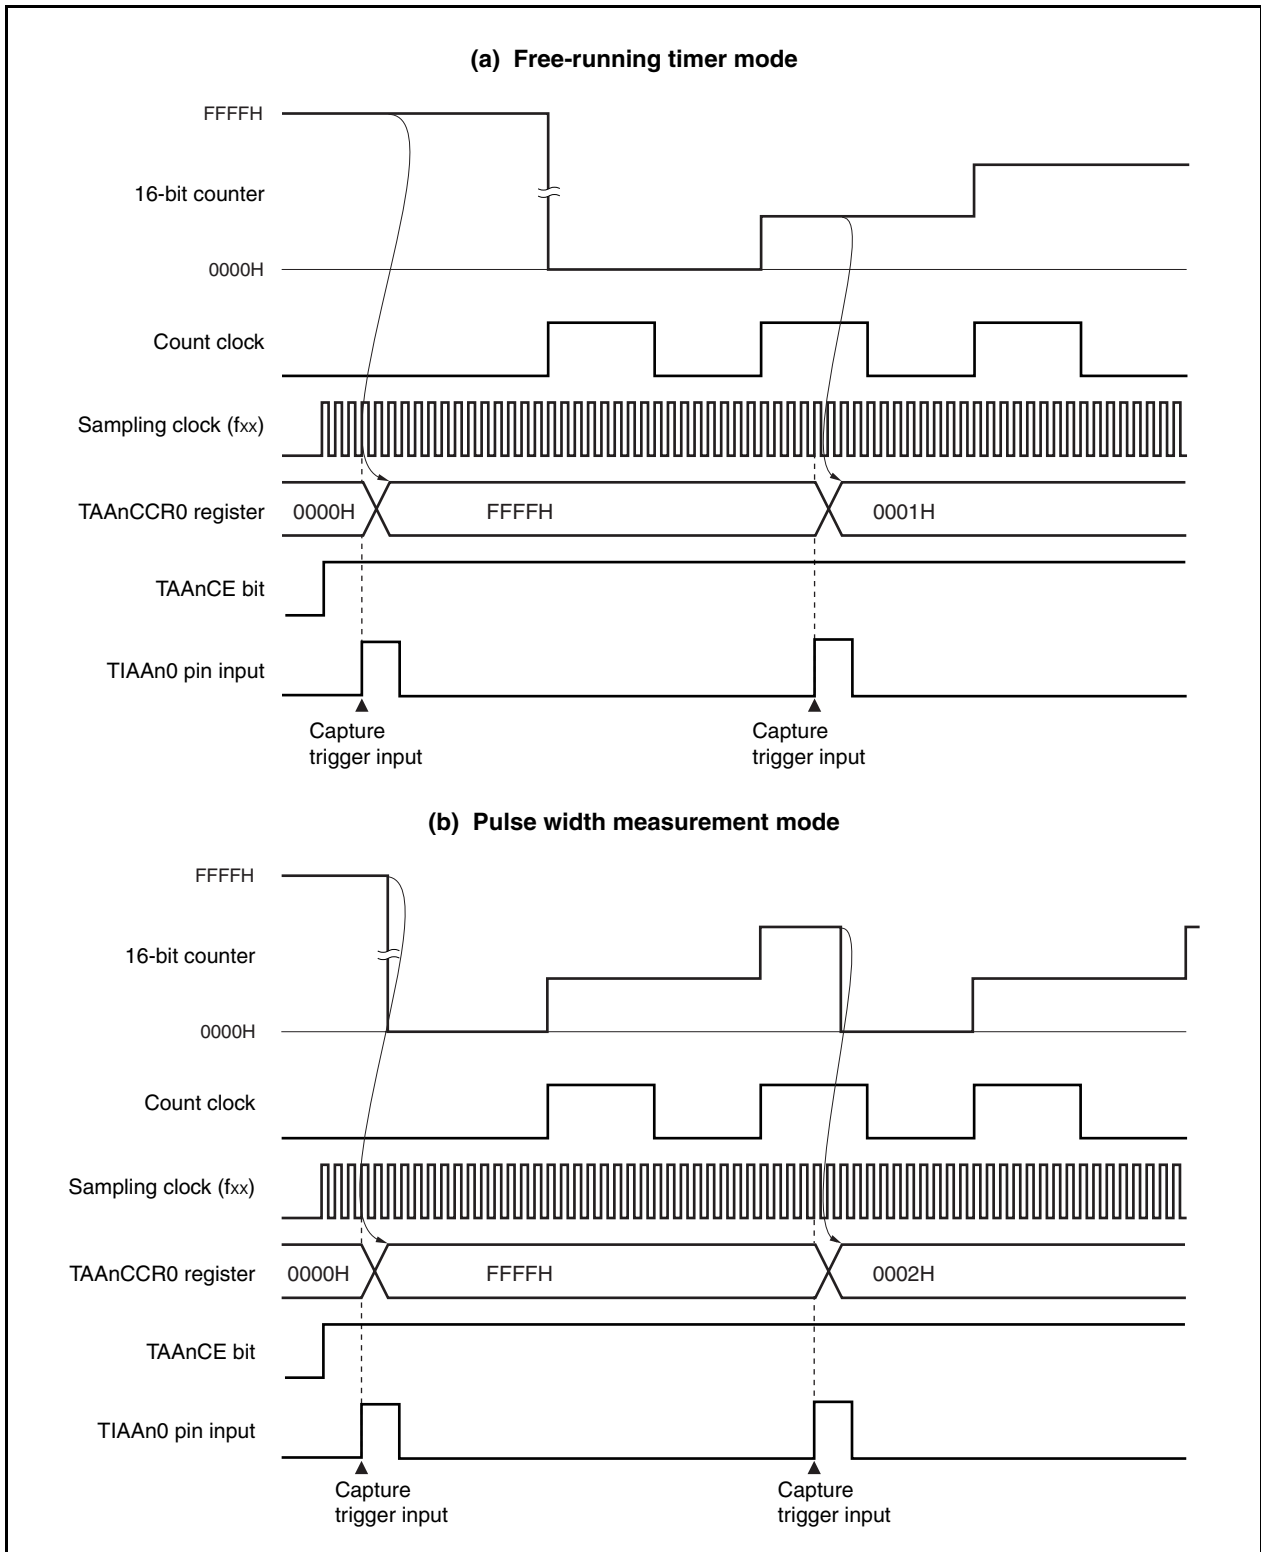 (a) Free-running timer mode
FFFFH
16-bit counter
0000H
Count clock
Sampling clock (fxx)
TAAnCCR0 register
0000H
FFFFH
0001H
TAAnCE bit
TIAAn0 pin input
Capture
trigger input
Capture
trigger input
(b) Pulse width measurement mode
FFFFH
16-bit counter
0000H
Count clock
Sampling clock (fxx)
TAAnCCR0 register
0000H
FFFFH
0002H
TAAnCE bit
TIAAn0 pin input
Capture
trigger input
Capture
trigger input